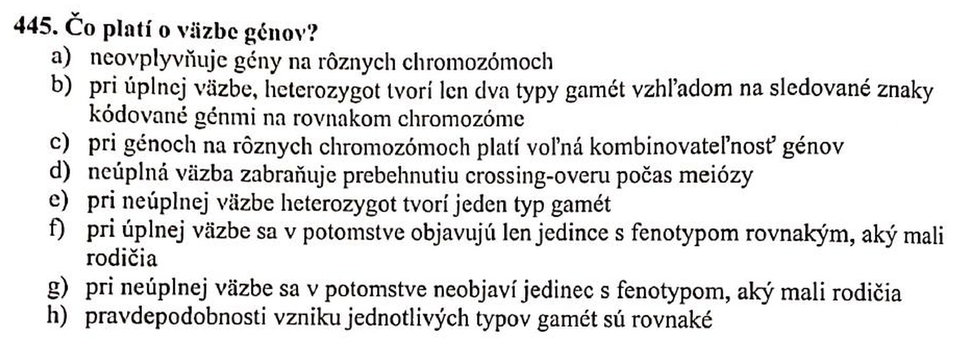 445. Čo platí o väzbe génov?
a) neovplyvňuje gény na rôznych chromozómoch
b) pri úplnej väzbe, heterozygot tvorí len dva typy gamét vzhľadom na sledované znaky
kódované génmi na rovnakom chromozóme
c) pri génoch na rôznych chromozómoch platí voľná kombinovateľnosť génov
d) neúplná väzba zabraňuje prebehnutiu crossing-overu počas meiózy
e) pri neúplnej väzbe heterozygot tvorí jeden typ gamét
f) pri úplnej väzbe sa v potomstve objavujú len jedince s fenotypom rovnakým, aký mali
rodičia
g) pri neúplnej väzbe sa v potomstve neobjaví jedinec s fenotypom, aký mali rodičia
h) pravdepodobnosti vzniku jednotlivých typov gamét sú rovnaké